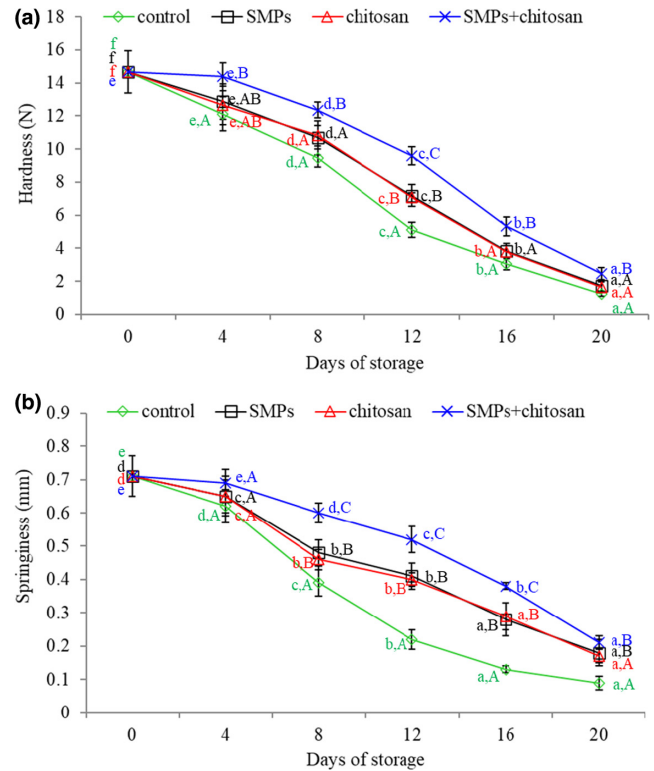 (a)
control SMPs chitosan SMPs+chitosan
18
16
14
12
10
8
6
4
2
0
Hardness (N)
f
f
f
e
e,B
e,AB
e,A
e,AB
d,B
d,A
d,A
d,A
c,C
c,B
c,B
c,A
b,B
b,A
b,A
b,A
a,B
a,A
a,A
a,A
0 4 8 12 16 20
Days of storage
(b)
control SMPs chitosan SMPs+chitosan
0.9
0.8
0.7
0.6
0.5
0.4
0.3
0.2
0.1
0
Springiness (mm)
e
d
d
e
e,A
c,A
d,A
c,A
d,C
b,B
b,B
c,A
c,C
b,B
b,B
b,A
b,C
a,B
a,B
a,A
a,B
a,B
a,A
a,A
0 4 8 12 16 20
Days of storage